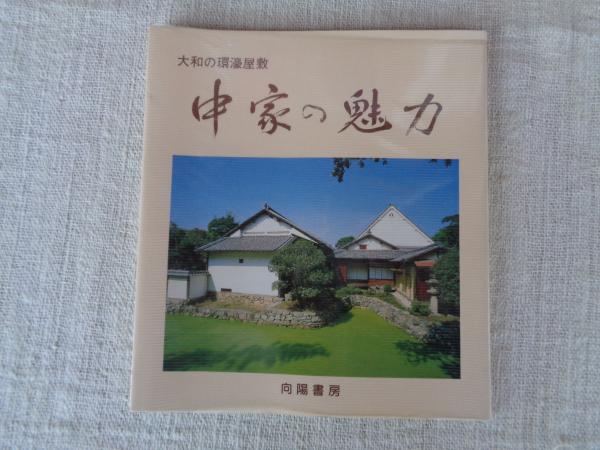 大和の環濠屋敷
中家の魅力
向陽書房